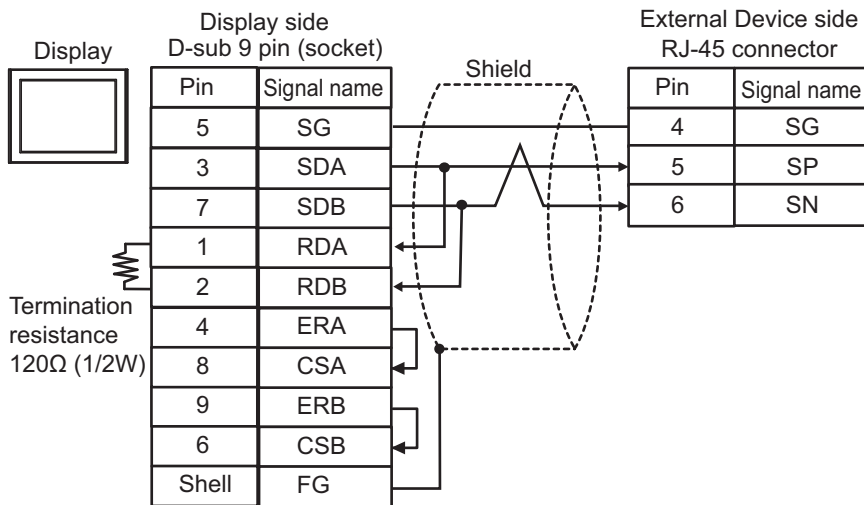 Display
Display side
D-sub 9 pin (socket)
Pin Signal name
5 SG
3 SDA
7 SDB
1 RDA
2 RDB
4 ERA
8 CSA
9 ERB
6 CSB
Shell FG
Termination
resistance
120Ω (1/2W)
Shield
External Device side
RJ-45 connector
Pin Signal name
4 SG
5 SP
6 SN